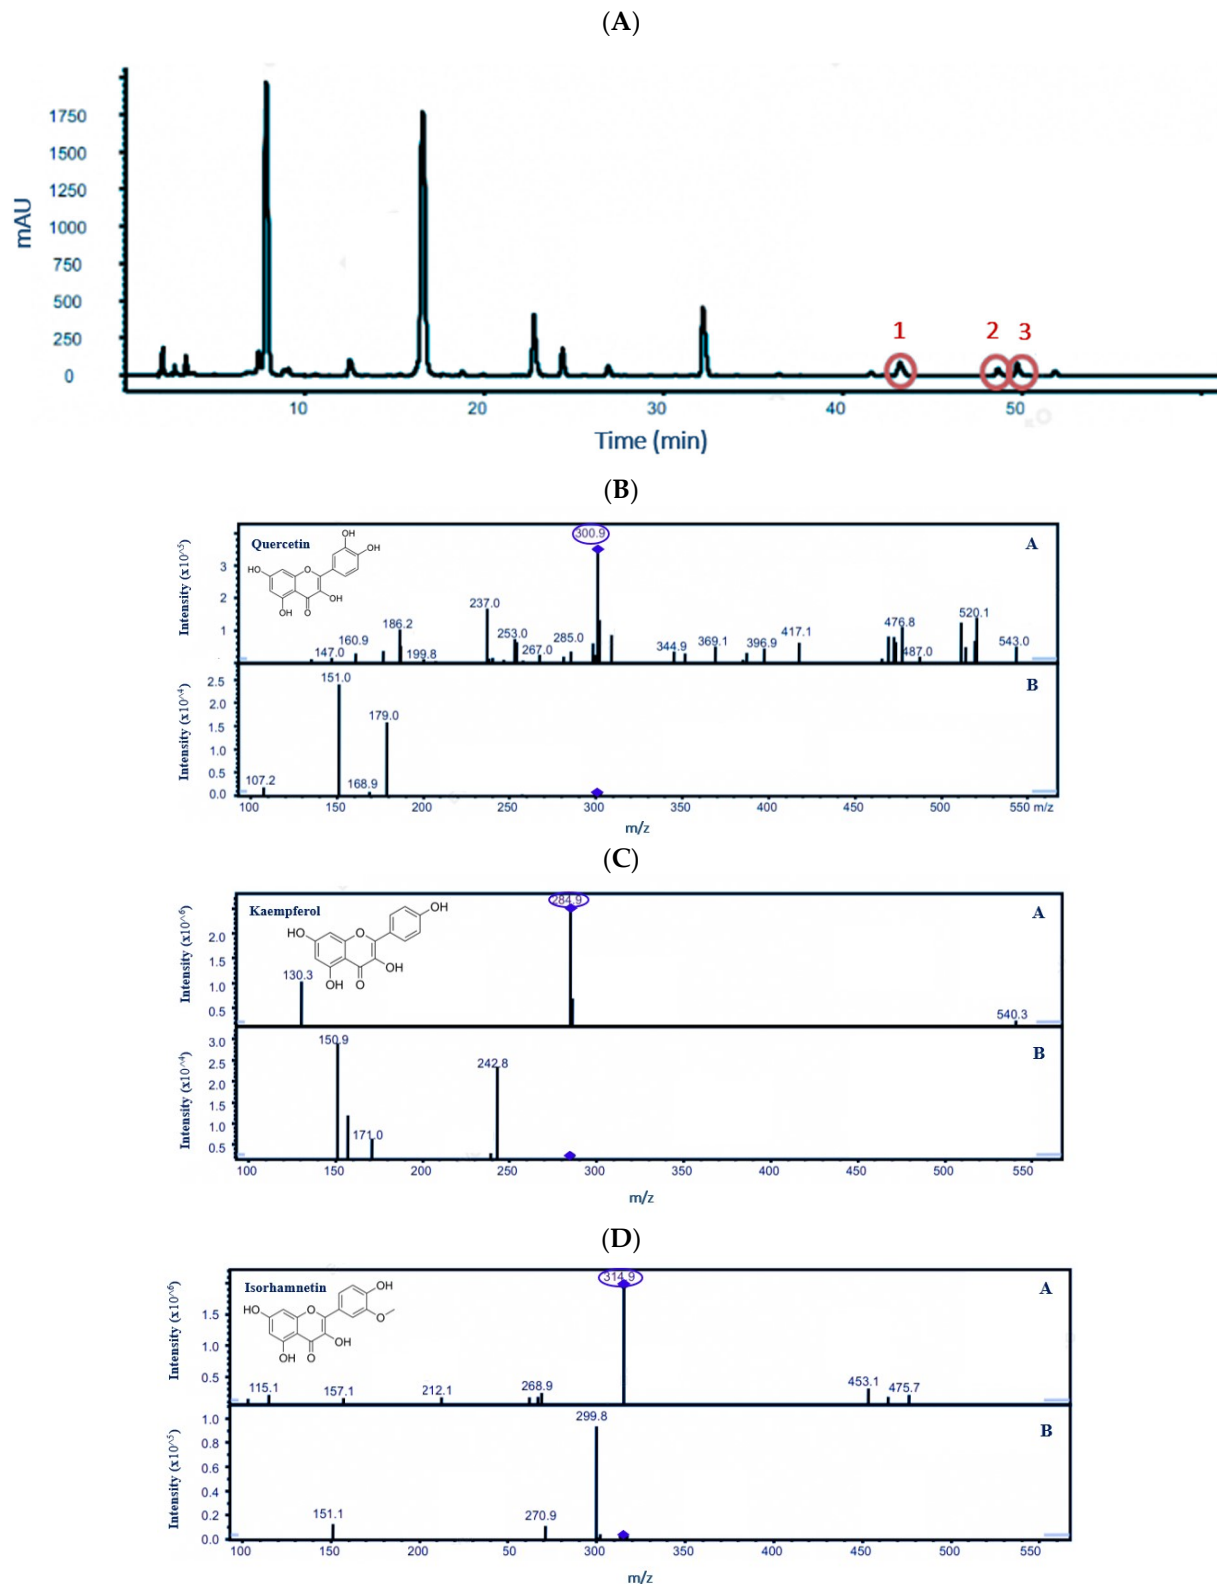 (A)
mAU
1750
1500
1250
1000
750
500
250
0
1
2
3
10
20
30
40
50
Time (min)
(B)
Intensity (x10^5)
3
2
1
Quercetin
OH
OH
HO
O
OH
OH
O
A
300.9
147.0
160.9
186.2
199.8
237.0
253.0
267.0
285.0
344.9
369.1
396.9
417.1
476.8
487.0
520.1
543.0
Intensity (x10^4)
2.5
2.0
1.5
1.0
0.5
0.0
B
107.2
151.0
168.9
179.0
100
150
200
250
300
350
400
450
500
550 m/z
m/z
(C)
Intensity (x10^6)
2.0
1.5
1.0
0.5
Kaempferol
OH
HO
O
OH
OH
O
A
130.3
284.9
540.3
Intensity (x10^4)
3.0
2.5
2.0
1.5
1.0
0.5
B
150.9
171.0
242.8
100
150
200
250
300
350
400
450
500
550
m/z
(D)
Intensity (x10^6)
1.5
1.0
0.5
Isorhamnetin
OH
HO
O
O
OH
OH
O
A
115.1
157.1
212.1
268.9
314.9
453.1
475.7
Intensity (x10^5)
1.0
0.8
0.6
0.4
0.2
0.0
B
151.1
270.9
299.8
100
150
200
50
300
350
400
450
500
550
m/z